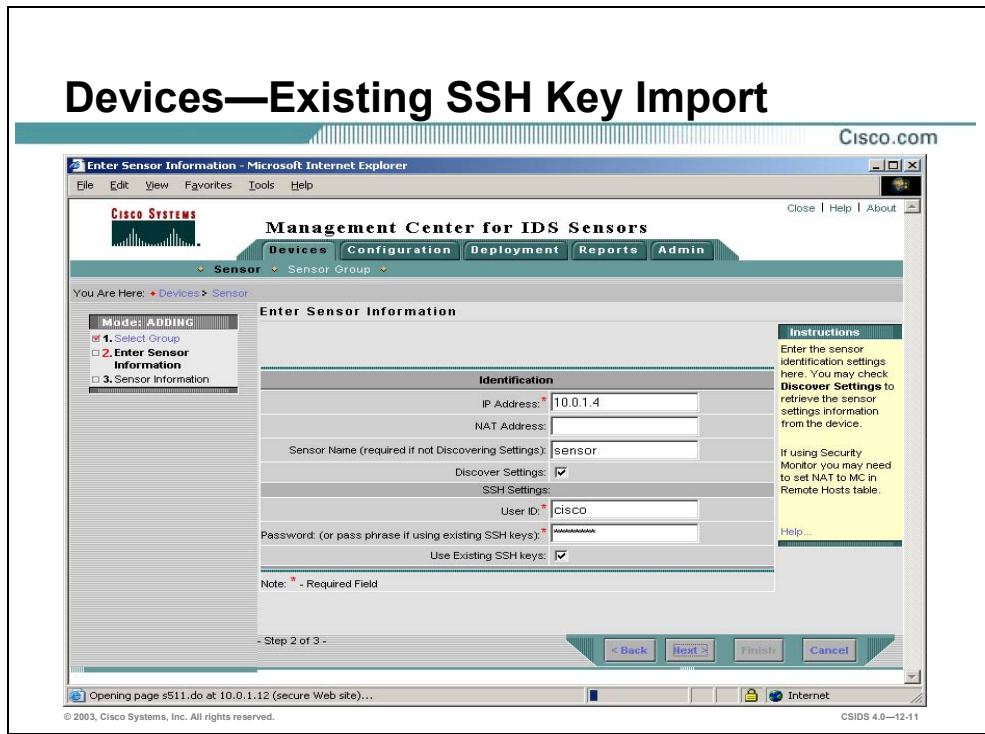 Devices—Existing SSH Key Import
Cisco.com
Enter Sensor Information - Microsoft Internet Explorer
File Edit View Favorites Tools Help
Close | Help | About
CISCO SYSTEMS
Management Center for IDS Sensors
Devices Configuration Deployment Reports Admin
Sensor Sensor Group
You Are Here: Devices > Sensor
Mode: ADDING
1. Select Group
2. Enter Sensor
Information
3. Sensor Information
Enter Sensor Information
Identification
IP Address:* 10.0.1.4
NAT Address:
Sensor Name (required if not Discovering Settings): sensor
Discover Settings:
SSH Settings:
User ID:* cisco
Password: (or pass phrase if using existing SSH keys):* ********
Use Existing SSH keys:
Note: * - Required Field
- Step 2 of 3 -
< Back Next > Finish Cancel
Instructions
Enter the sensor
identification settings
here. You may check
Discover Settings to
retrieve the sensor
settings information
from the device.
If using Security
Monitor you may need
to set NAT to MC in
Remote Hosts table.
Help...
Opening page s511.do at 10.0.1.12 (secure Web site)...
Internet
© 2003, Cisco Systems, Inc. All rights reserved.
CSIDS 4.0—12-11